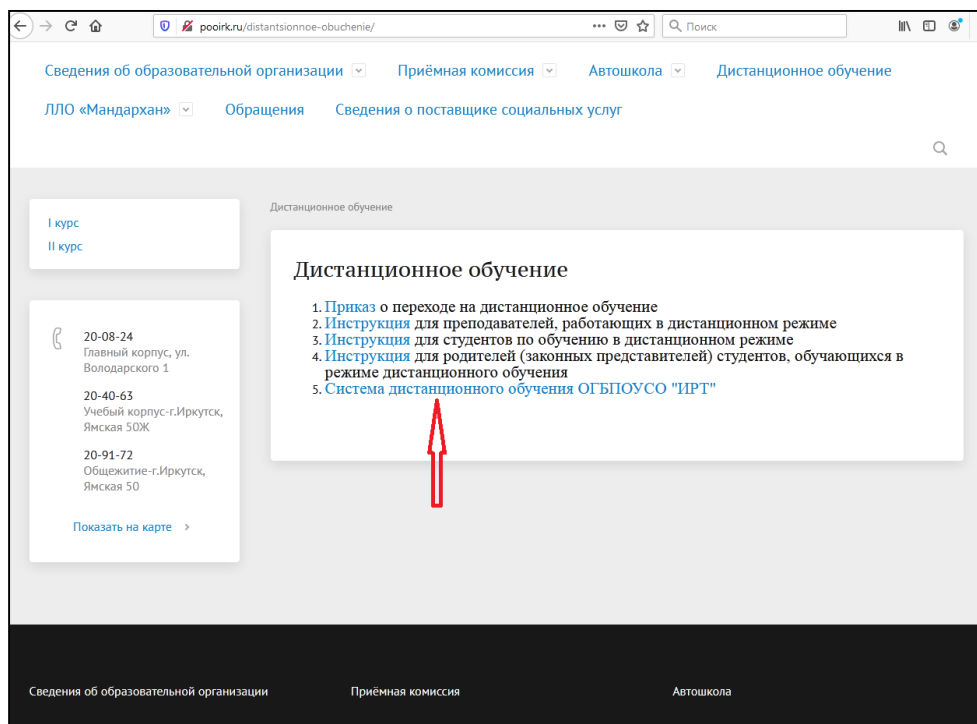 pooirk.ru/distantsionnoe-obuchenie/
Поиск
Сведения об образовательной организации Приёмная комиссия Автошкола Дистанционное обучение
ЛЛО «Мандархан» Обращения Сведения о поставщике социальных услуг
I курс
II курс
20-08-24
Главный корпус, ул.
Володарского 1
20-40-63
Учебый корпус-г.Иркутск,
Ямская 50Ж
20-91-72
Общежитие-г.Иркутск,
Ямская 50
Показать на карте
Дистанционное обучение
Дистанционное обучение
1. Приказ о переходе на дистанционное обучение
2. Инструкция для преподавателей, работающих в дистанционном режиме
3. Инструкция для студентов по обучению в дистанционном режиме
4. Инструкция для родителей (законных представителей) студентов, обучающихся в
режиме дистанционного обучения
5. Система дистанционного обучения ОГБПОУСО "ИРТ"
Сведения об образовательной организации Приёмная комиссия Автошкола